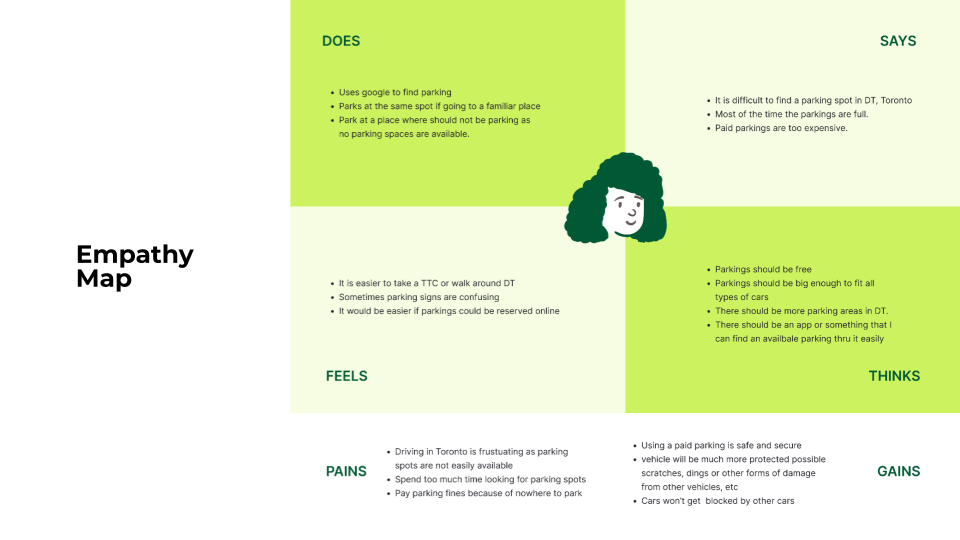 Empathy
Map
DOES
• Uses google to find parking
• Parks at the same spot if going to a familiar place
• Park at a place where should not be parking as
no parking spaces are available.
SAYS
• It is difficult to find a parking spot in DT, Toronto
• Most of the time the parkings are full.
• Paid parkings are too expensive.
• It is easier to take a TTC or walk around DT
• Sometimes parking signs are confusing
• It would be easier if parkings could be reserved online
FEELS
• Parkings should be free
• Parkings should be big enough to fit all
types of cars
• There should be more parking areas in DT.
• There should be an app or something that I
can find an availbale parking thru it easily
THINKS
PAINS
• Driving in Toronto is frustuating as parking
spots are not easily available
• Spend too much time looking for parking spots
• Pay parking fines because of nowhere to park
• Using a paid parking is safe and secure
• vehicle will be much more protected possible
scratches, dings or other forms of damage
from other vehicles, etc
• Cars won't get blocked by other cars
GAINS